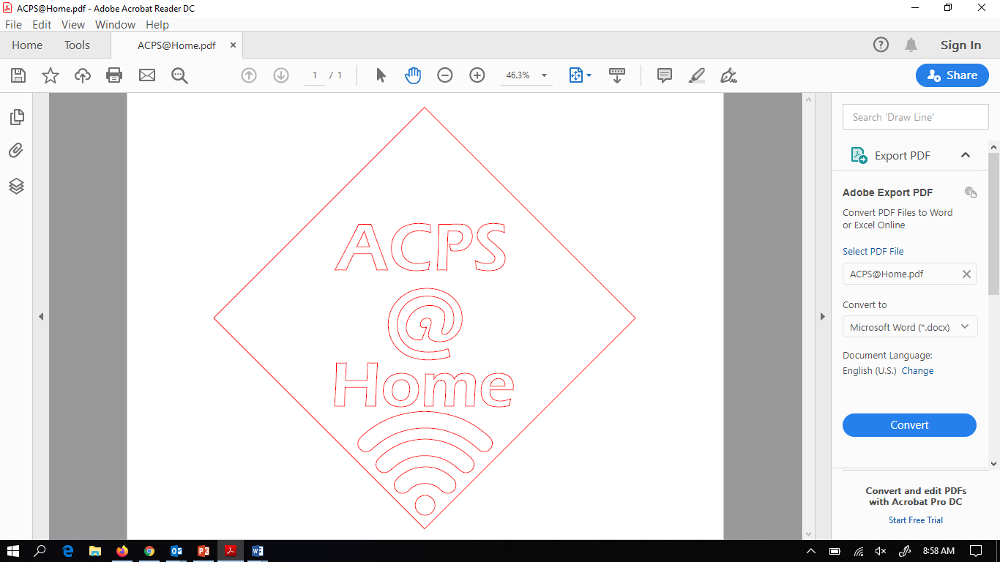 ACPS@Home.pdf - Adobe Acrobat Reader DC
File Edit View Window Help
Home Tools ACPS@Home.pdf Sign In
1 / 1 46.3% Share
Search 'Draw Line'
Export PDF
Adobe Export PDF
Convert PDF Files to Word
or Excel Online
Select PDF File
ACPS@Home.pdf
Convert to
Microsoft Word (*.docx)
Document Language:
English (U.S.) Change
Convert
Convert and edit PDFs
with Acrobat Pro DC
Start Free Trial
ACPS
@
Home
8:58 AM